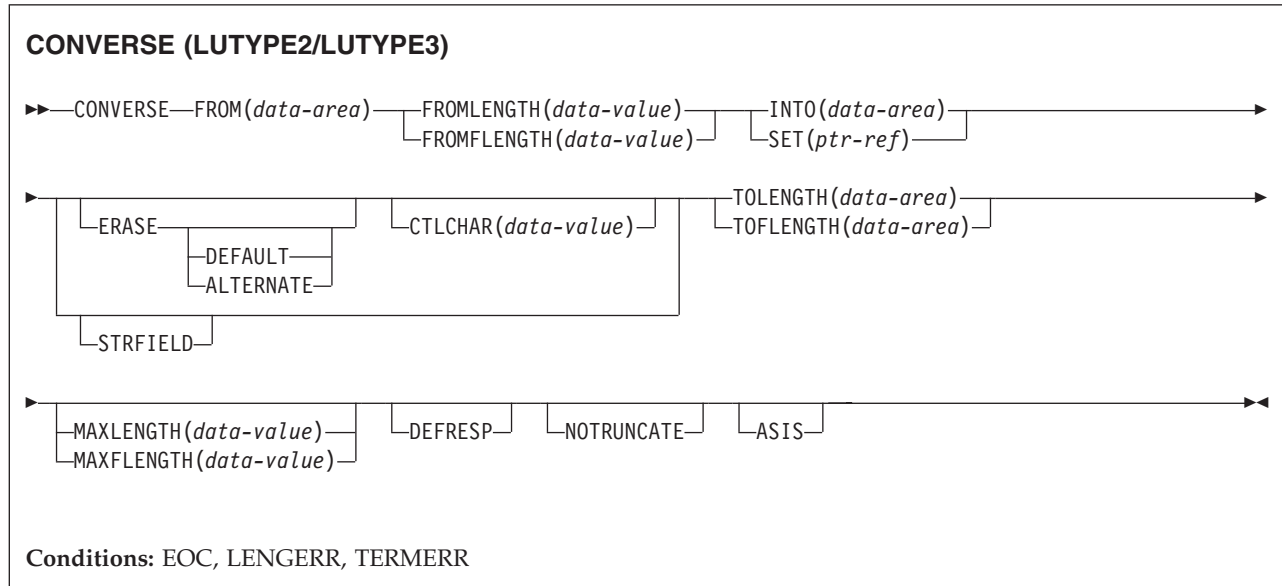 CONVERSE (LUTYPE2/LUTYPE3)
CONVERSE FROM(data-area) FROMLENGTH(data-value) INTO(data-area)
FROMFLENGTH(data-value) SET(ptr-ref)
TOLENGTH(data-area)
ERASE CTLCHAR(data-value) TOFLENGTH(data-area)
DEFAULT
ALTERNATE
STRFIELD
MAXLENGTH(data-value) DEFRESP NOTRUNCATE ASIS
MAXFLENGTH(data-value)
Conditions: EOC, LENGERR, TERMERR